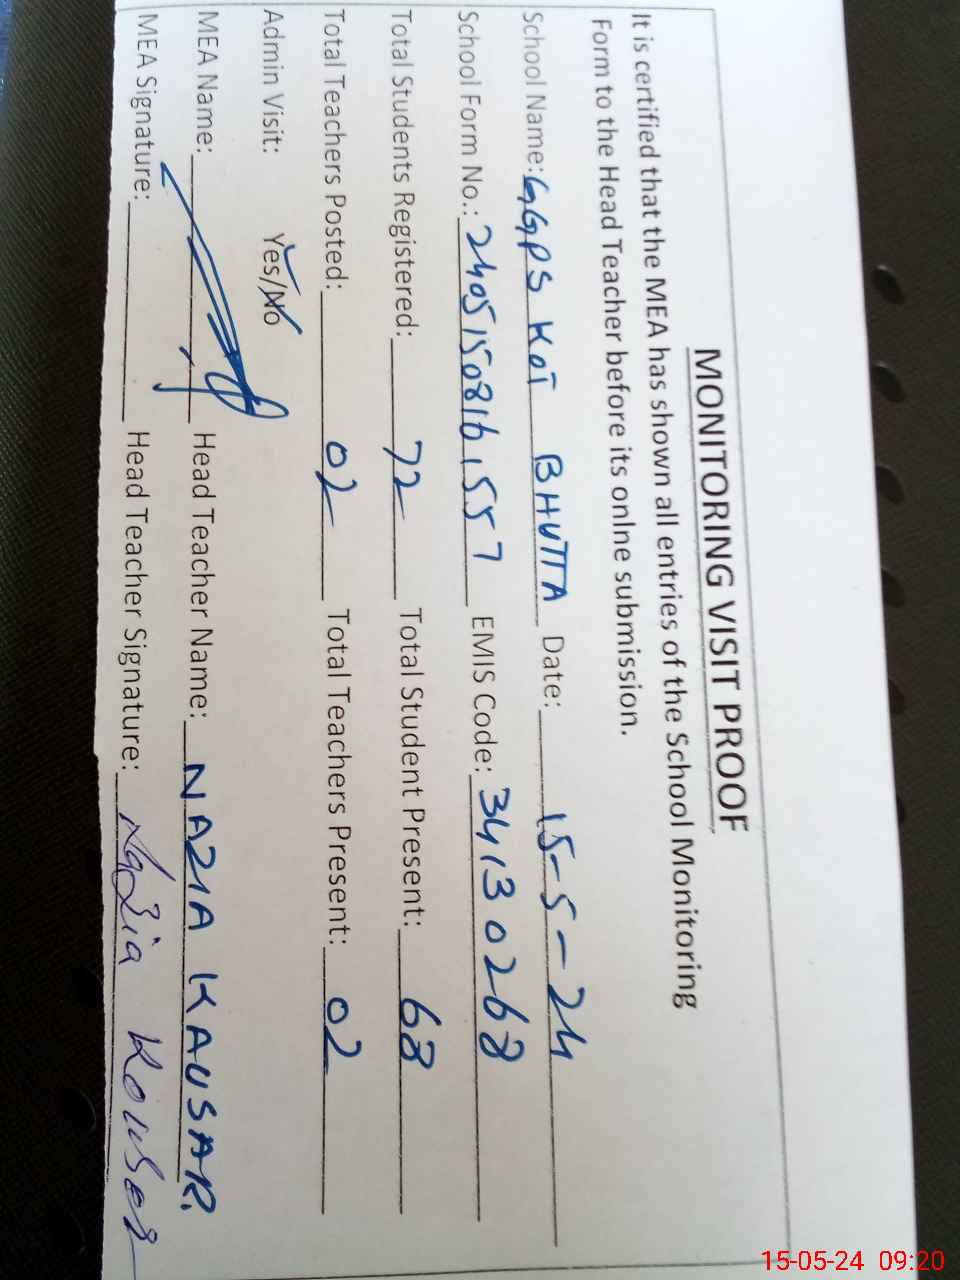 MONITORING VISIT PROOF
It is certified that the MEA has shown all entries of the School Monitoring
Form to the Head Teacher before its onlne submission.
School Name: GGPS KOT BHUTTA Date: 15-5-24
School Form No.: 2405150816157 EMIS Code: 34130268
Total Students Registered: 72 Total Student Present: 68
Total Teachers Posted: 02 Total Teachers Present: 02
Admin Visit: Yes/No
MEA Name: Head Teacher Name: NAZIA KAUSAR.
MEA Signature: Head Teacher Signature: Nazia Kouser
15-05-24 09:20